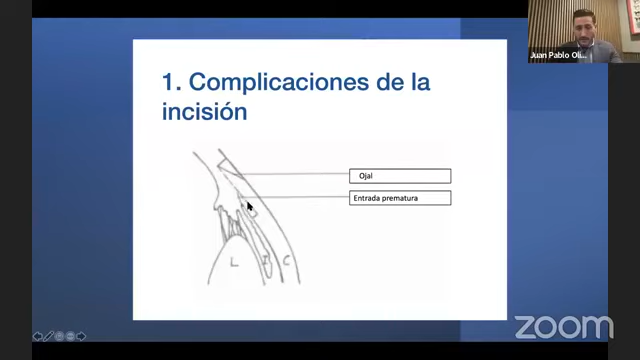 Juan Pablo Oli...
1. Complicaciones de la
incisión
Ojal
Entrada prematura
L
C
zoom